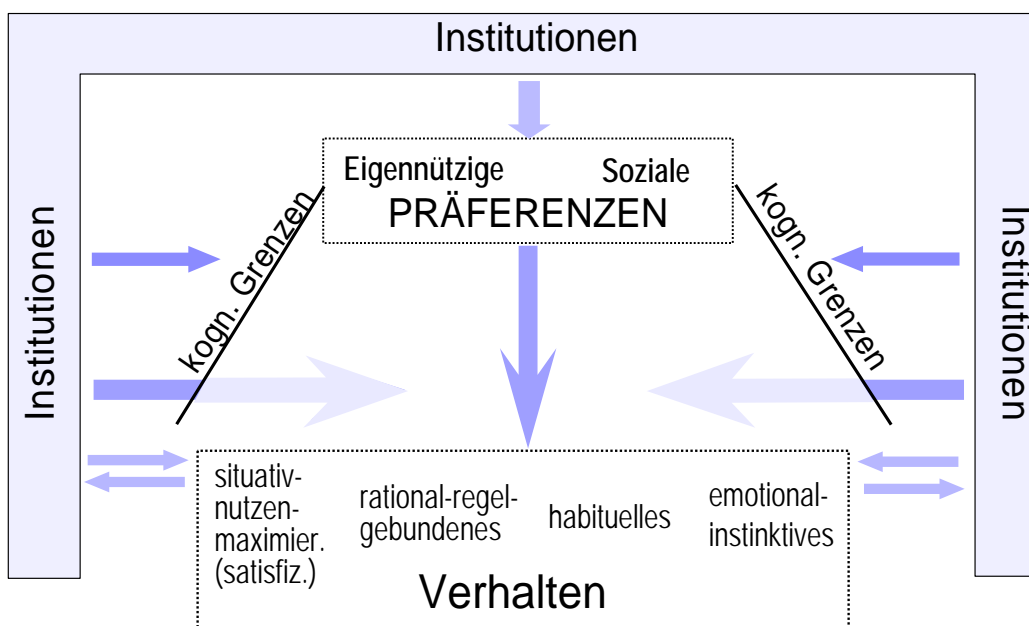 Institutionen
Institutionen
Eigennützige Soziale
PRÄFERENZEN
kogn. Grenzen
kogn. Grenzen
Institutionen
situativ-
nutzen-
maximier.
(satisfiz.)
rational-regel-
gebundenes
habituelles
emotional-
instinktives
Verhalten